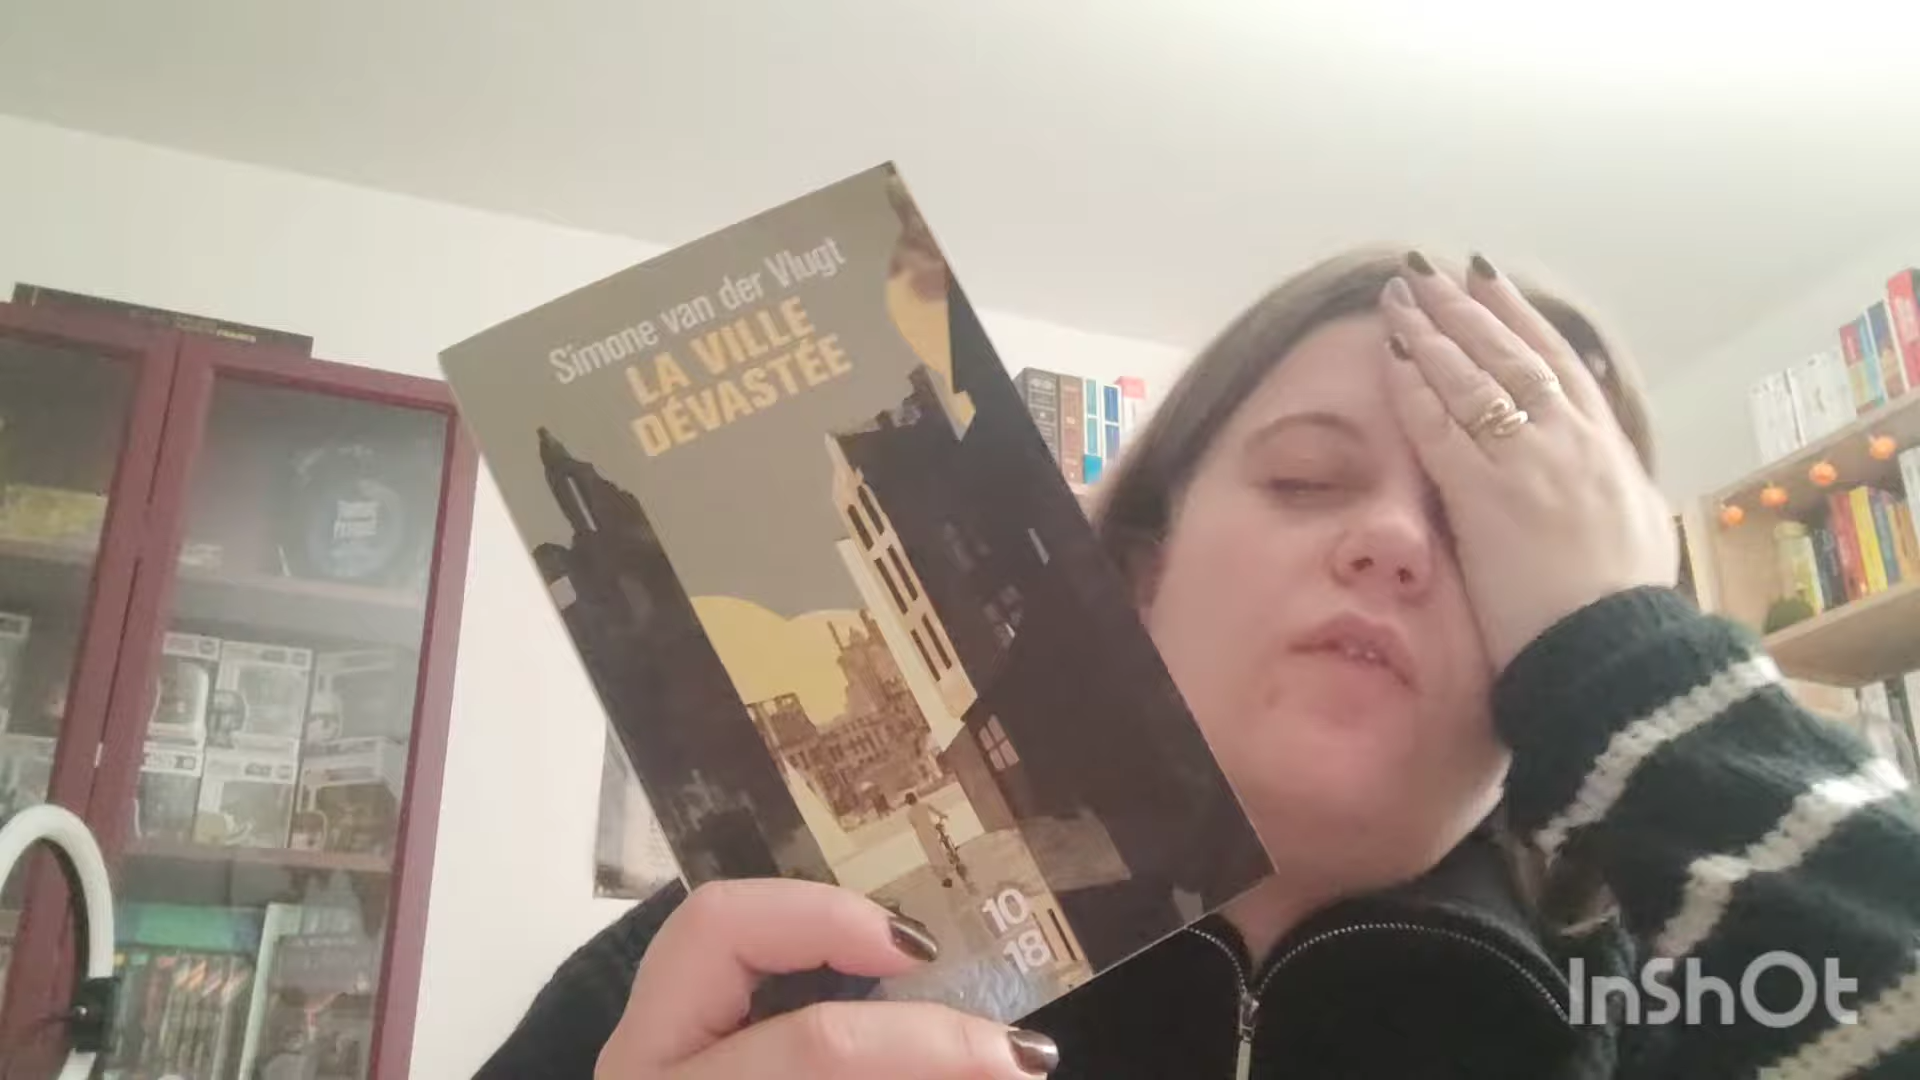 Simone van der Vlugt
LA VILLE
DÉVASTÉE
10
18
InShOt